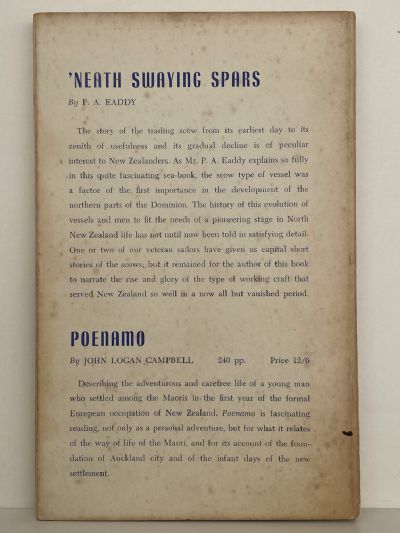 'NEATH SWAYING SPARS
By P. A. EADDY
The story of the trading scow from its earliest day to its
zenith of usefulness and its gradual decline is of peculiar
interest to New Zealanders. As Mr. P. A. Eaddy explains so fully
in this quite fascinating sea-book, the scow type of vessel was
a factor of the first importance in the development of the
northern parts of the Dominion. The history of this evolution of
vessels and men to fit the needs of a pioneering stage in North
New Zealand life has not until now been told in satisfying detail.
One or two of our veteran sailors have given us capital short
stories of the scows; but it remained for the author of this book
to narrate the rise and glory of the type of working craft that
served New Zealand so well in a now all but vanished period.
POENAMO
By JOHN LOGAN CAMPBELL 240 pp. Price 12/6
Describing the adventurous and carefree life of a young man
who settled among the Maoris in the first year of the formal
European occupation of New Zealand, Poenamo is fascinating
reading, not only as a personal adventure, but for what it relates
of the way of life of the Maori, and for its account of the foun-
dation of Auckland city and of the infant days of the new
settlement.